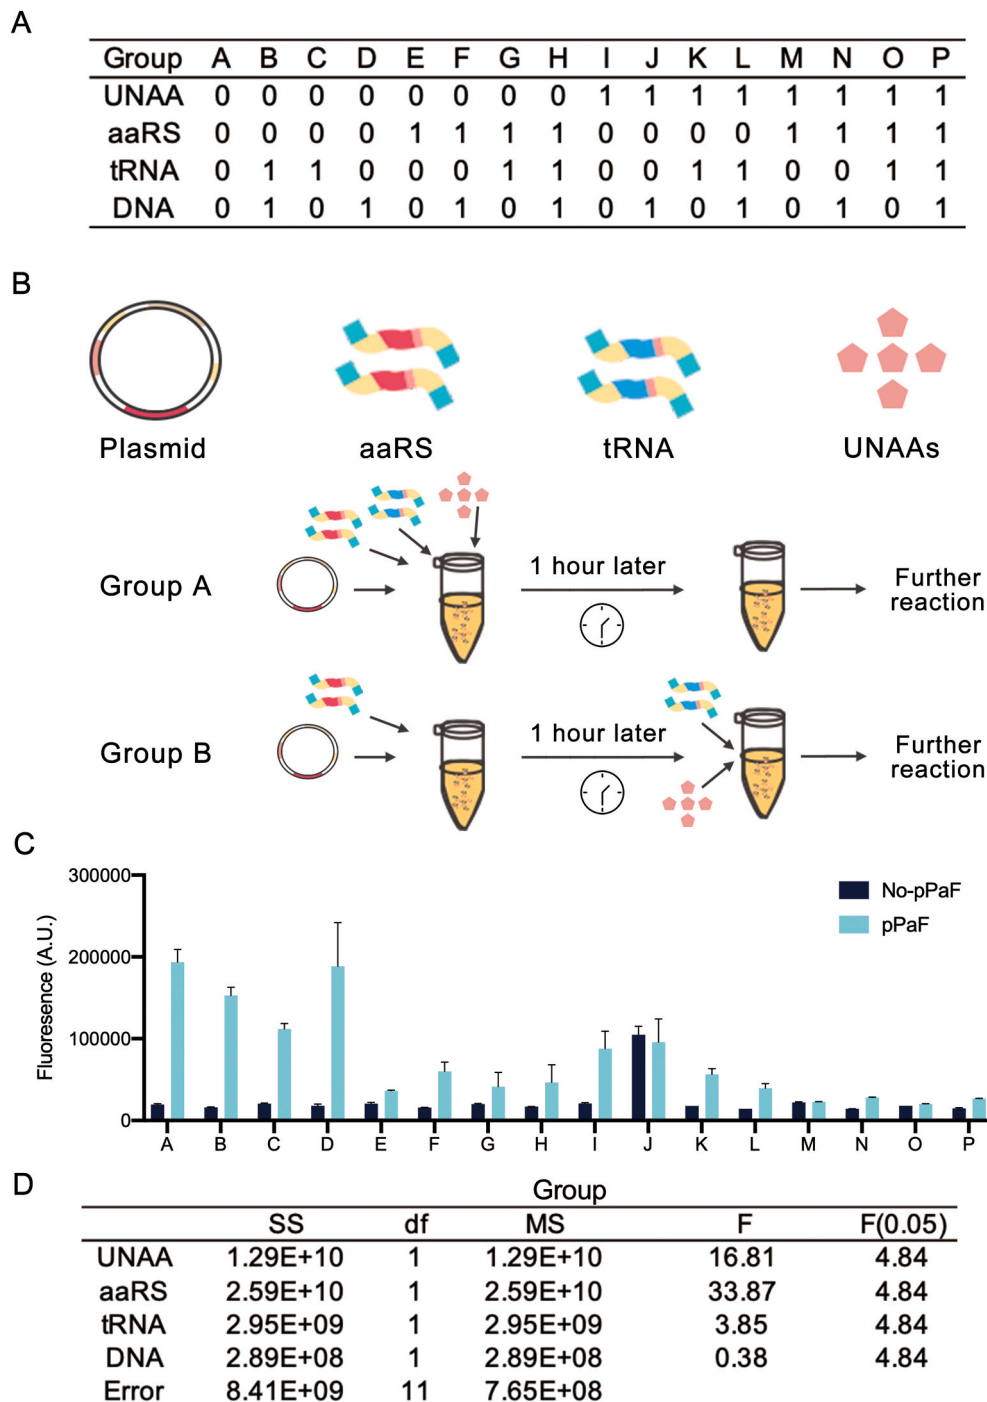 A
Group A B C D E F G H I J K L M N O P
UNAA 0 0 0 0 0 0 0 0 1 1 1 1 1 1 1 1
aaRS 0 0 0 0 1 1 1 1 0 0 0 0 1 1 1 1
tRNA 0 1 1 0 0 0 1 1 0 0 1 1 0 0 1 1
DNA 0 1 0 1 0 1 0 1 0 1 0 1 0 1 0 1
B
Plasmid aaRS tRNA UNAAs
Group A
1 hour later
Further
reaction
Group B
1 hour later
Further
reaction
C
Fluoresence (A.U.)
300000
200000
100000
0
No-pPaF
pPaF
A B C D E F G H I J K L M N O P
Group
D
SS df MS F F(0.05)
UNAA 1.29E+10 1 1.29E+10 16.81 4.84
aaRS 2.59E+10 1 2.59E+10 33.87 4.84
tRNA 2.95E+09 1 2.95E+09 3.85 4.84
DNA 2.89E+08 1 2.89E+08 0.38 4.84
Error 8.41E+09 11 7.65E+08